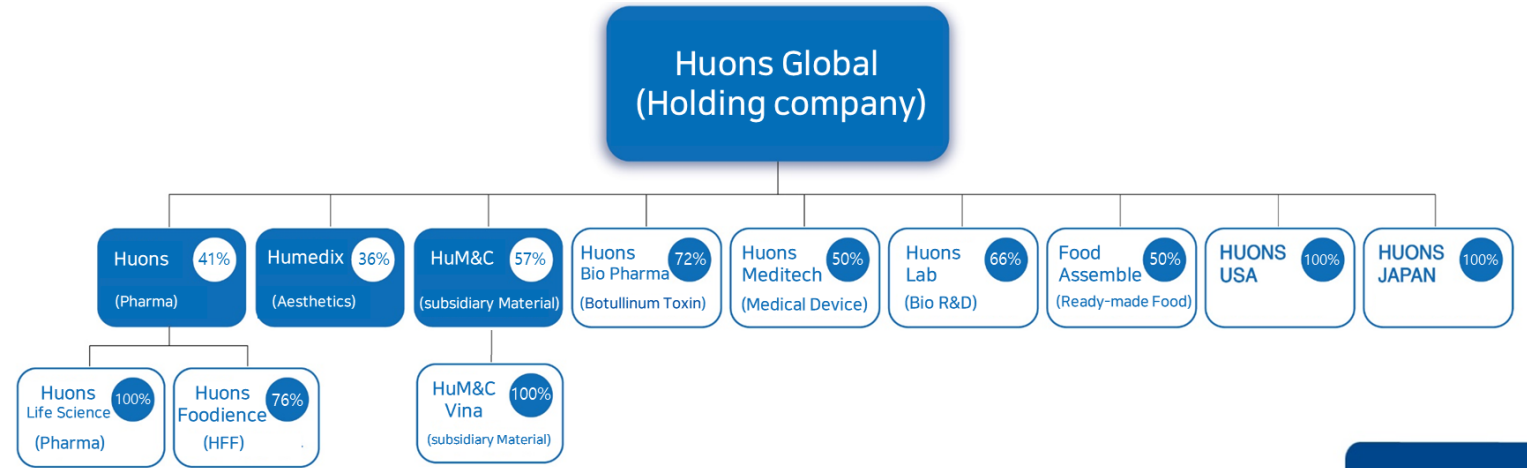 Huons Global
(Holding company)
Huons
41%
(Pharma)
Humedix
36%
(Aesthetics)
HuM&C
57%
(subsidiary Material)
Huons
Bio Pharma
72%
(Botullinum Toxin)
Huons
Meditech
50%
(Medical Device)
Huons
Lab
66%
(Bio R&D)
Food
Assemble
50%
(Ready-made Food)
HUONS
USA
100%
HUONS
JAPAN
100%
Huons
Life Science
100%
(Pharma)
Huons
Foodience
76%
(HFF)
HuM&C
Vina
100%
(subsidiary Material)